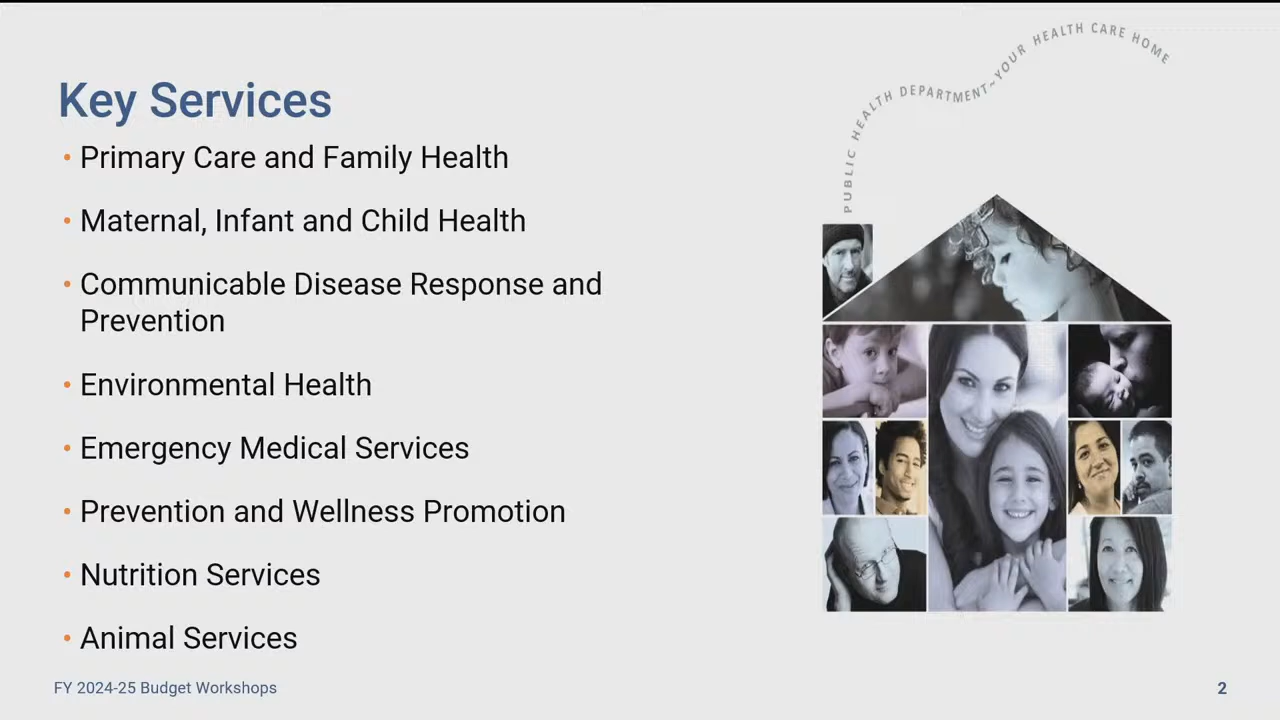 PUBLIC HEALTH DEPARTMENT~YOUR HEALTH CARE HOME
Key Services
• Primary Care and Family Health
• Maternal, Infant and Child Health
• Communicable Disease Response and
Prevention
• Environmental Health
• Emergency Medical Services
• Prevention and Wellness Promotion
• Nutrition Services
• Animal Services
FY 2024-25 Budget Workshops
2